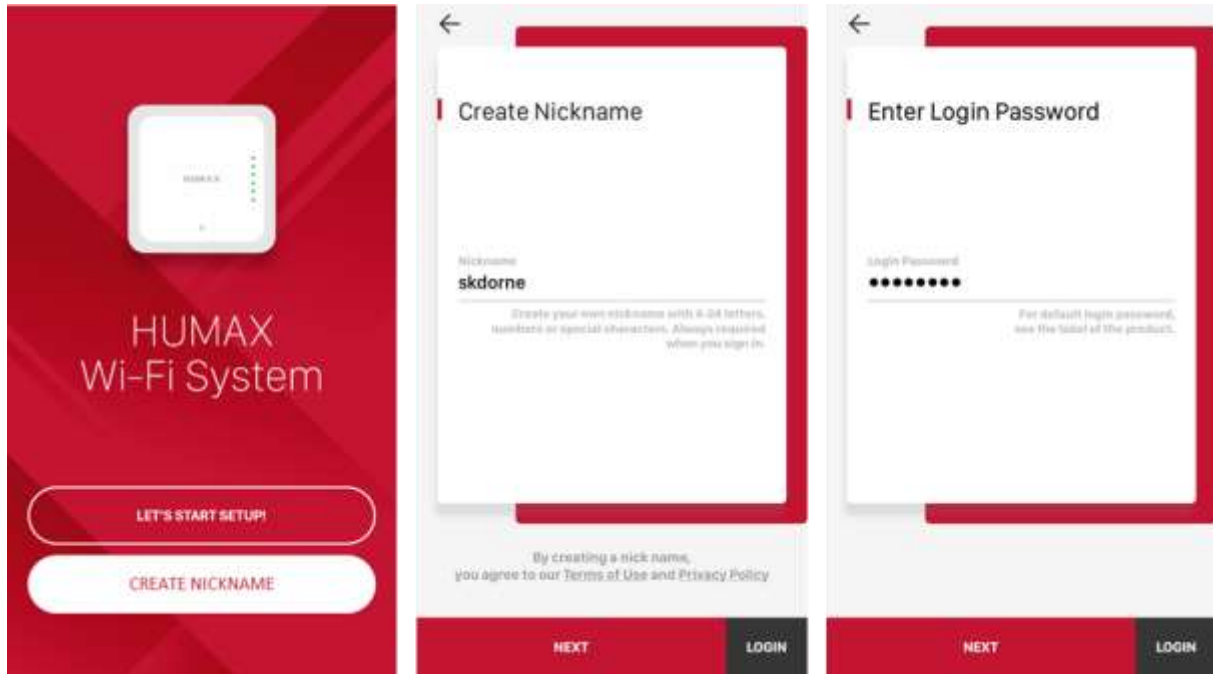 HUMAX
HUMAX
Wi-Fi System
LET'S START SETUP!
CREATE NICKNAME
Create Nickname
Nickname
skdorne
Create your own nickname with 6-24 letters,
numbers or special characters. Always required
when you sign in.
By creating a nick name,
you agree to our Terms of Use and Privacy Policy
NEXT
LOGIN
Enter Login Password
Login Password
••••••••
For default login password,
see the label of the product.
NEXT
LOGIN